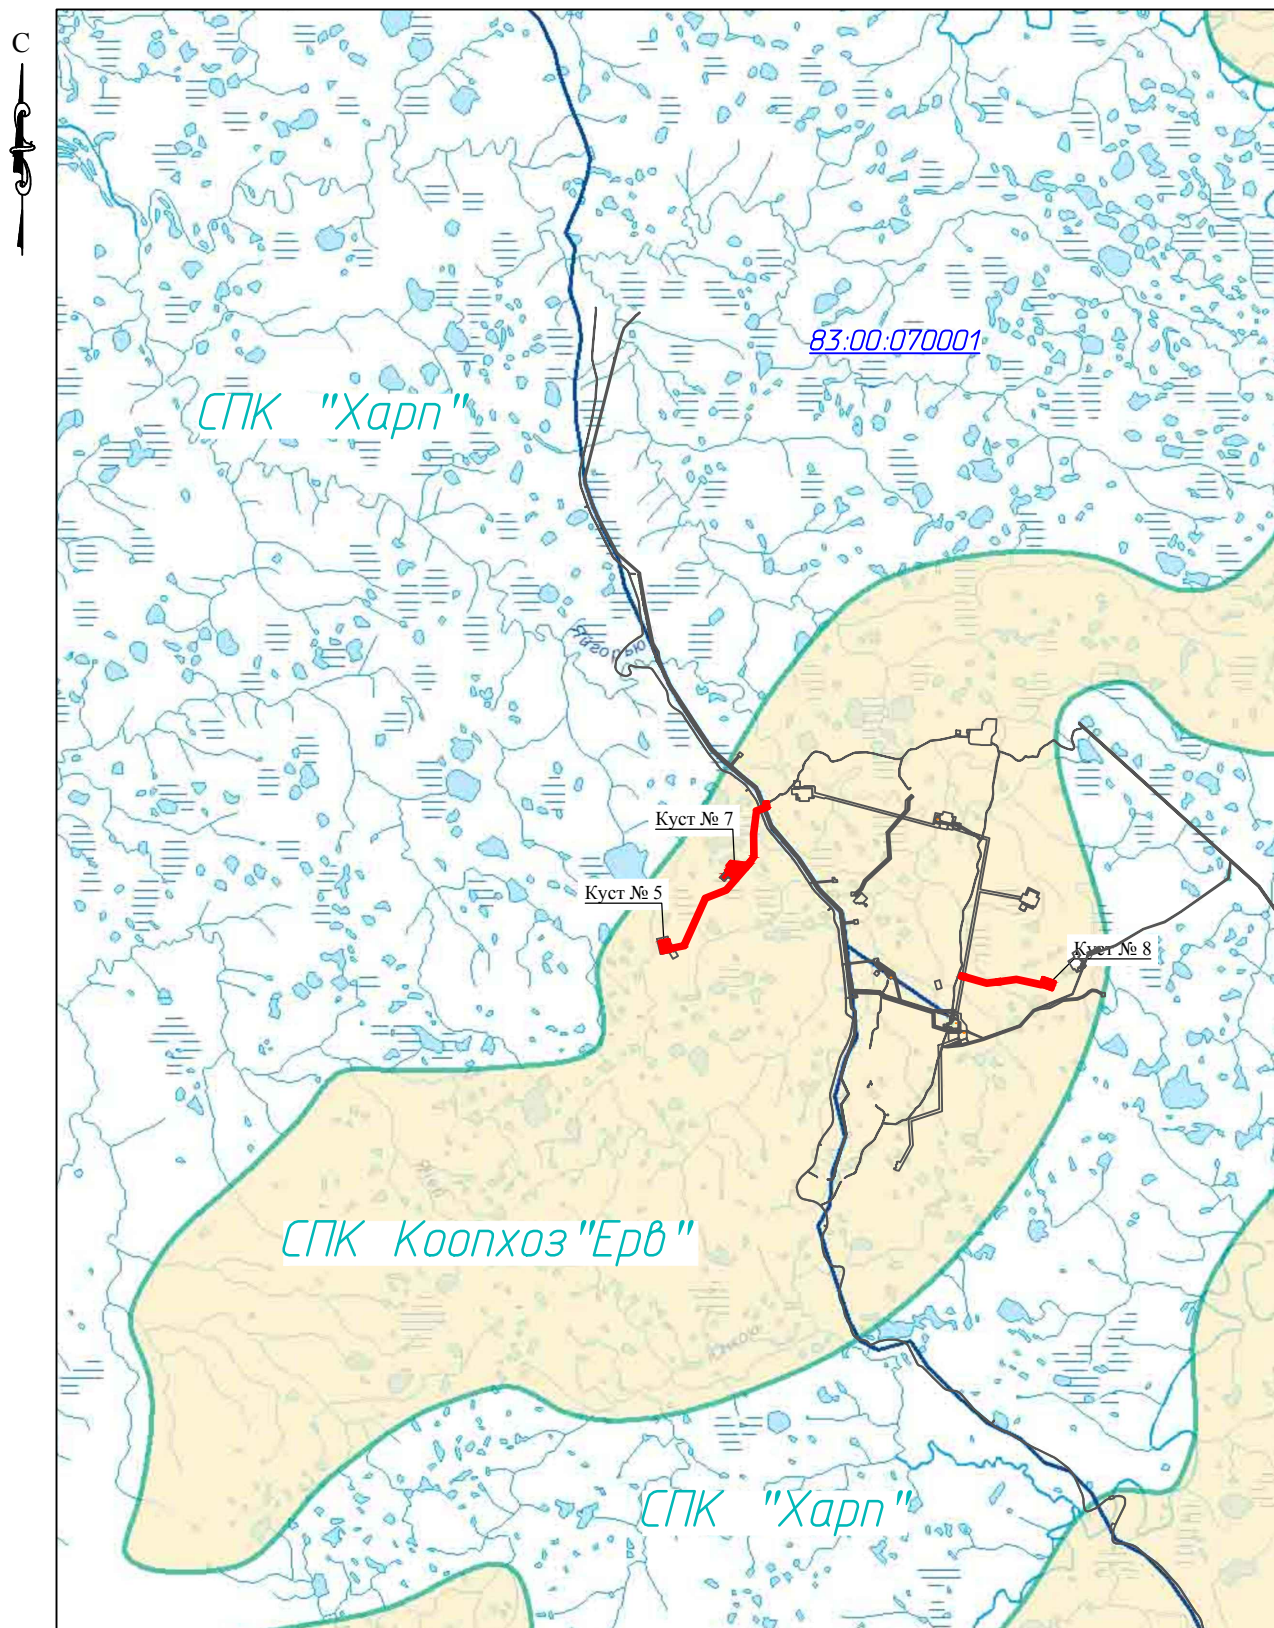 С
83:00:070001
СПК "Харп"
Куст № 7
Куст № 5
Куст № 8
СПК Коопхоз "Ерв"
СПК "Харп"